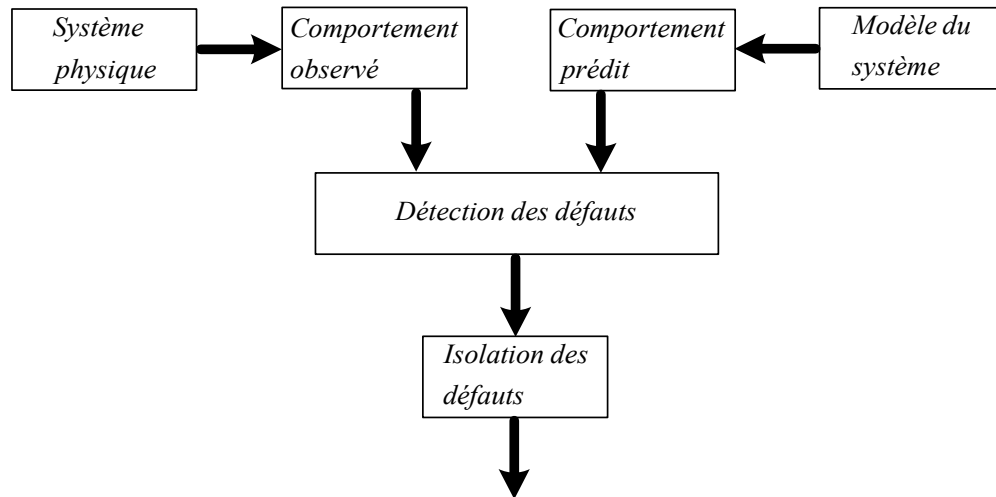 Système
physique
Comportement
observé
Comportement
prédit
Modèle du
système
Détection des défauts
Isolation des
défauts